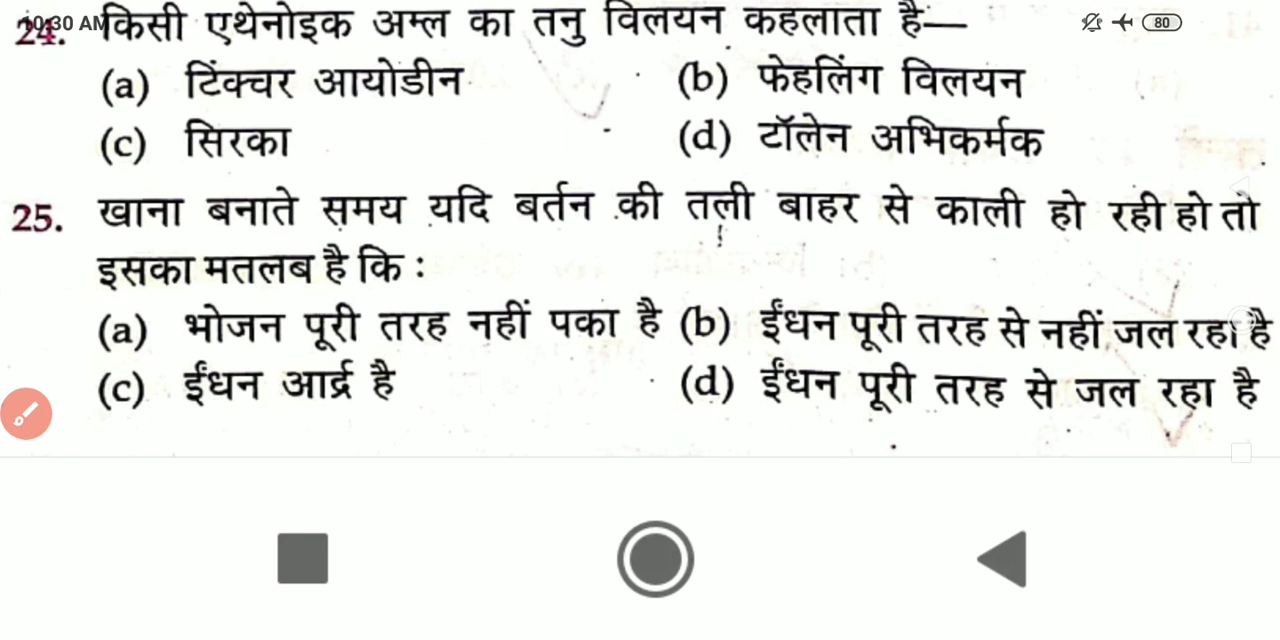 10:30 AM 80
24. किसी एथेनोइक अम्ल का तनु विलयन कहलाता है—
(a) टिंक्चर आयोडीन (b) फेहलिंग विलयन
(c) सिरका (d) टॉलेन अभिकर्मक
25. खाना बनाते समय यदि बर्तन की तली बाहर से काली हो रही हो तो
इसका मतलब है कि :
(a) भोजन पूरी तरह नहीं पका है (b) ईंधन पूरी तरह से नहीं जल रहा है
(c) ईंधन आर्द्र है (d) ईंधन पूरी तरह से जल रहा है